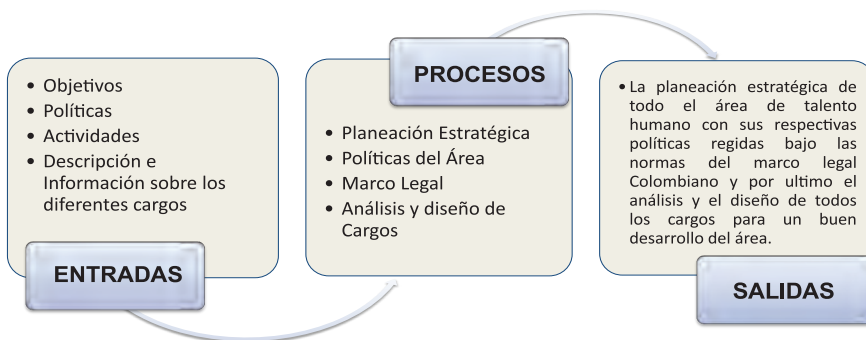 • Objetivos
• Políticas
• Actividades
• Descripción e
Información sobre los
diferentes cargos
ENTRADAS
PROCESOS
• Planeación Estratégica
• Políticas del Área
• Marco Legal
• Análisis y diseño de
Cargos
• La planeación estratégica de
todo el área de talento
humano con sus respectivas
políticas regidas bajo las
normas del marco legal
Colombiano y por ultimo el
análisis y el diseño de todos
los cargos para un buen
desarrollo del área.
SALIDAS